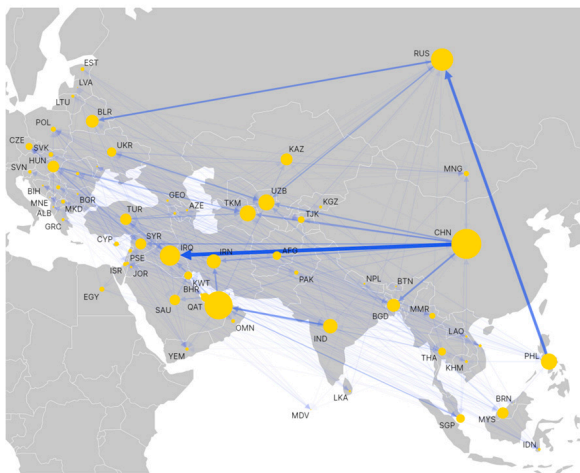 RUS
EST
LVA
LTU
BLR
POL
UKR
CZE
SVK
HUN
SVN
KAZ
MNG
BIH
MNE
ALB
MKD
BGR
GRC
GEO
AZE
TUR
TKM
UZB
KGZ
TJK
CHN
CYP
SYR
IRQ
IRN
AFG
PSE
ISR
JOR
KWT
PAK
NPL
BTN
EGY
SAU
BHR
QAT
OMN
BGD
MMR
LAO
IND
THA
KHM
PHL
YEM
LKA
MDV
BRN
SGP
MYS
IDN